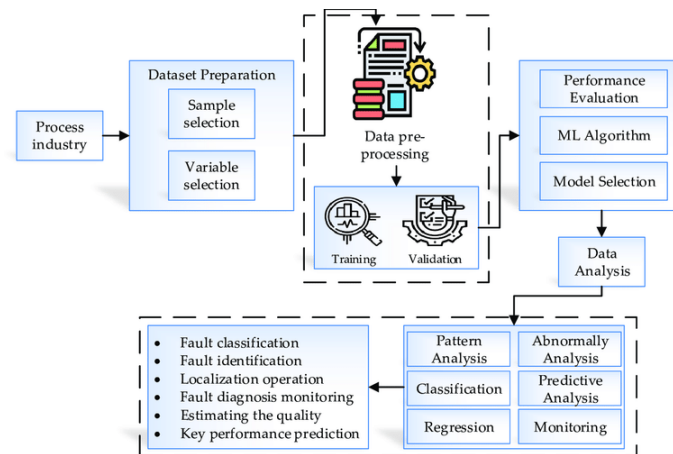 Process
industry
Dataset Preparation
Sample
selection
Variable
selection
Data pre-
processing
Training
Validation
Performance
Evaluation
ML Algorithm
Model Selection
Data
Analysis
Pattern
Analysis
Abnormally
Analysis
Classification
Predictive
Analysis
Regression
Monitoring
• Fault classification
• Fault identification
• Localization operation
• Fault diagnosis monitoring
• Estimating the quality
• Key performance prediction